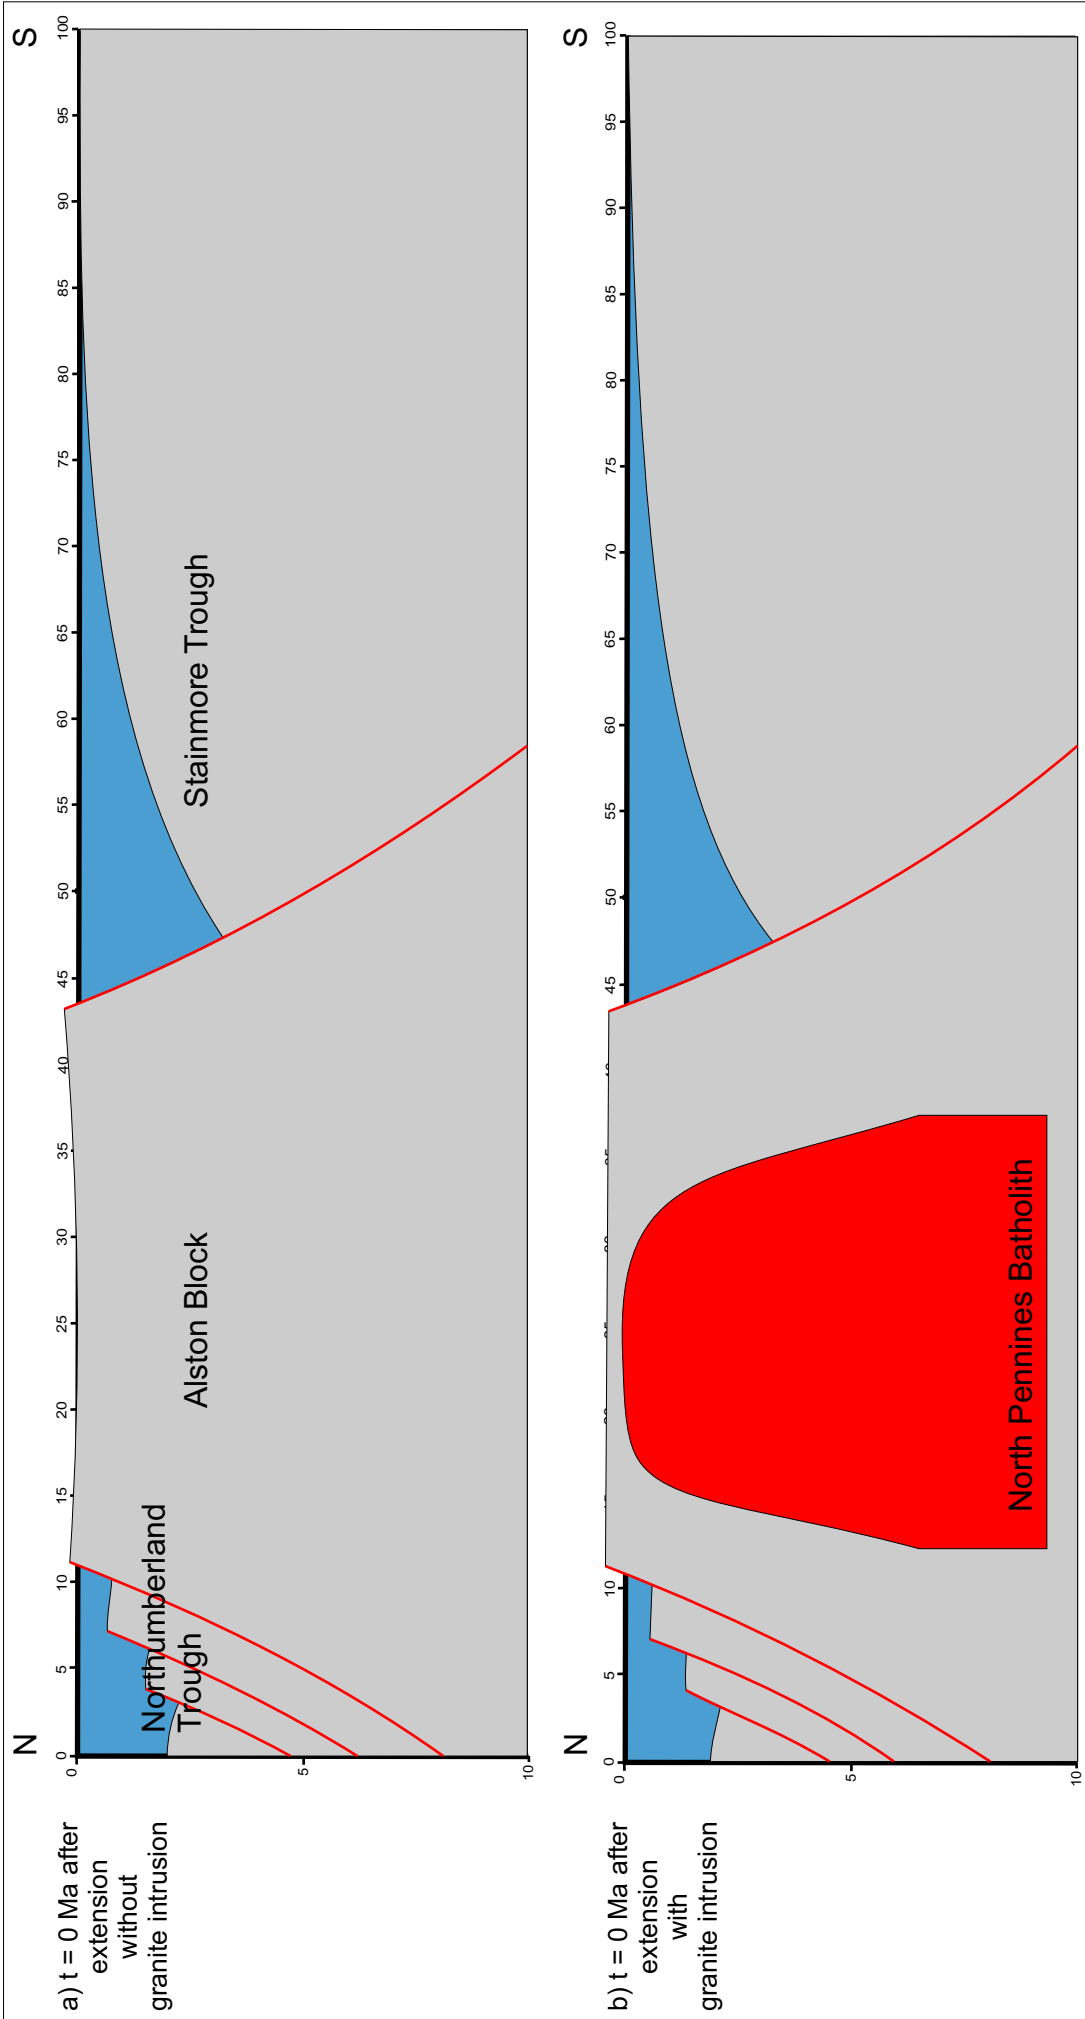 a) t = 0 Ma after
extension
without
granite intrusion
N
S
0
5
10
15
20
25
30
35
40
45
50
55
60
65
70
75
80
85
90
95
100
0
5
10
Northumberland
Trough
Alston Block
Stainmore Trough
b) t = 0 Ma after
extension
with
granite intrusion
N
S
0
5
10
45
50
55
60
65
70
75
80
85
90
95
100
0
5
10
North Pennines Batholith